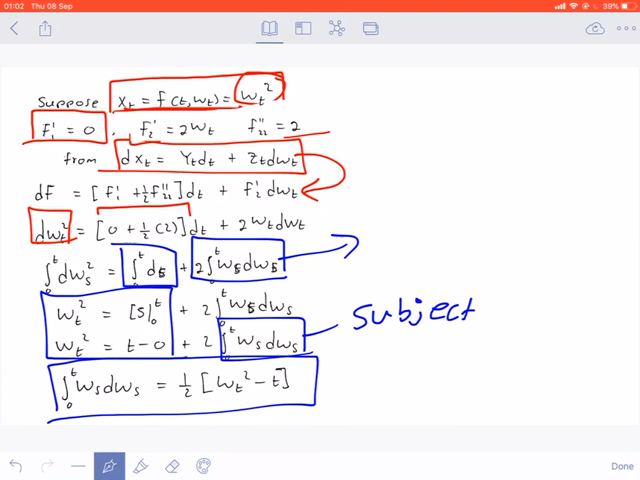 01:02 Thu 08 Sep 39%
Suppose X_t = f(t, W_t) = W_t^2
F_1' = 0 , F_2' = 2W_t f_22'' = 2
from dX_t = Y_t dt + Z_t dW_t
dF = [f_1' + 1/2 f_22''] dt + f_2' dW_t
dW_t^2 = [0 + 1/2 (2)] dt + 2W_t dW_t
∫_0^t dW_s^2 = ∫_0^t ds + 2∫_0^t W_s dW_s
W_t^2 = [s]_0^t + 2∫_0^t W_s dW_s
subject
W_t^2 = t - 0 + 2∫_0^t W_s dW_s
∫_0^t W_s dW_s = 1/2 [W_t^2 - t]
Done